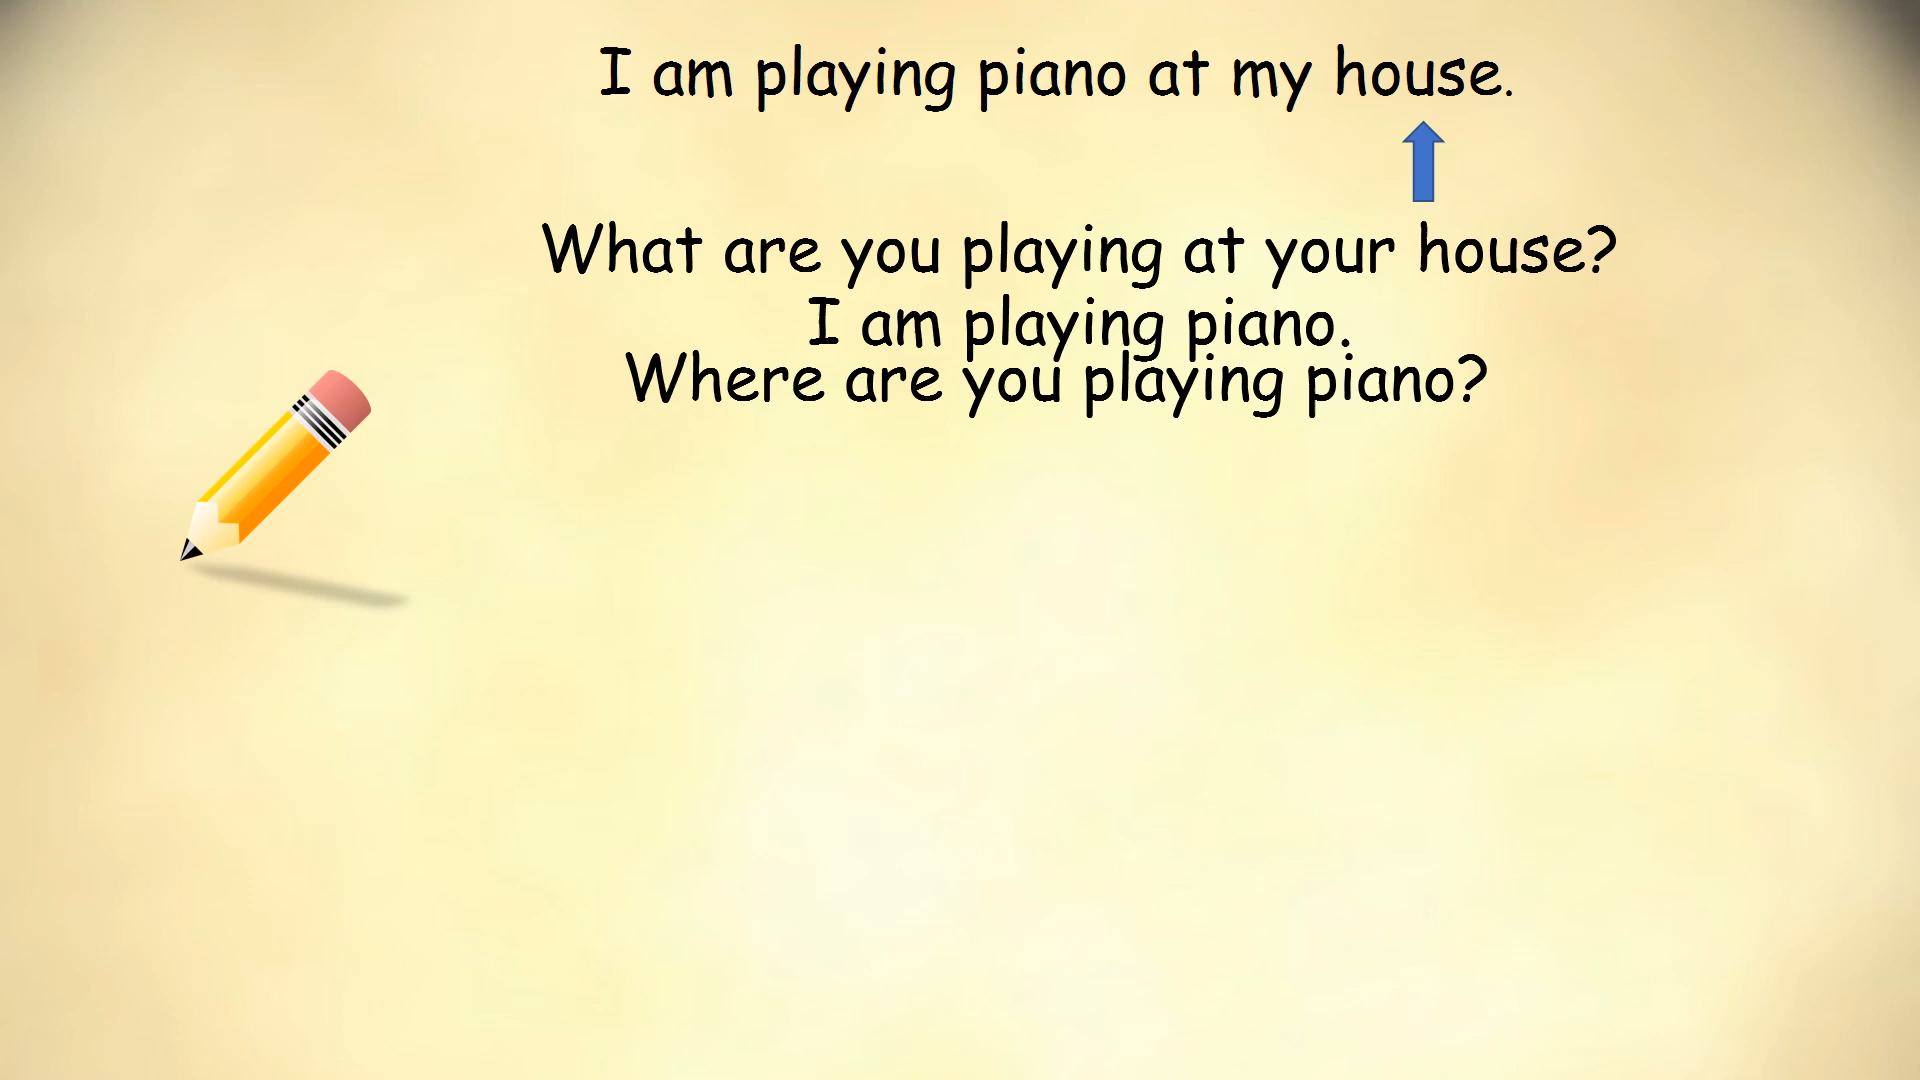 I am playing piano at my house.
What are you playing at your house?
I am playing piano.
Where are you playing piano?